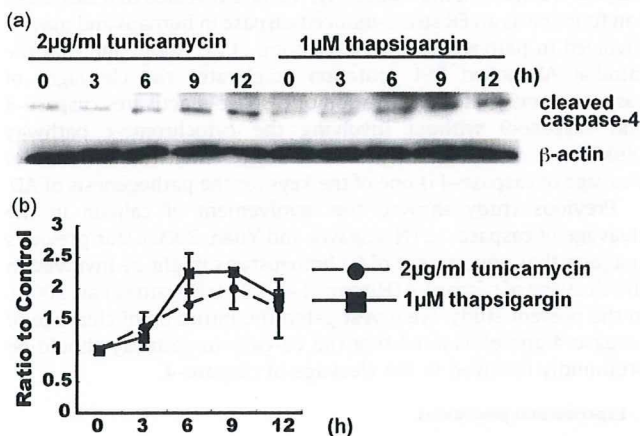 (a)
2μg/ml tunicamycin 1μM thapsigargin
0 3 6 9 12 0 3 6 9 12 (h)
cleaved
caspase-4
β-actin
(b)
Ratio to Control
3
2.5
2
1.5
1
0.5
0
0 3 6 9 12 (h)
2μg/ml tunicamycin
1μM thapsigargin